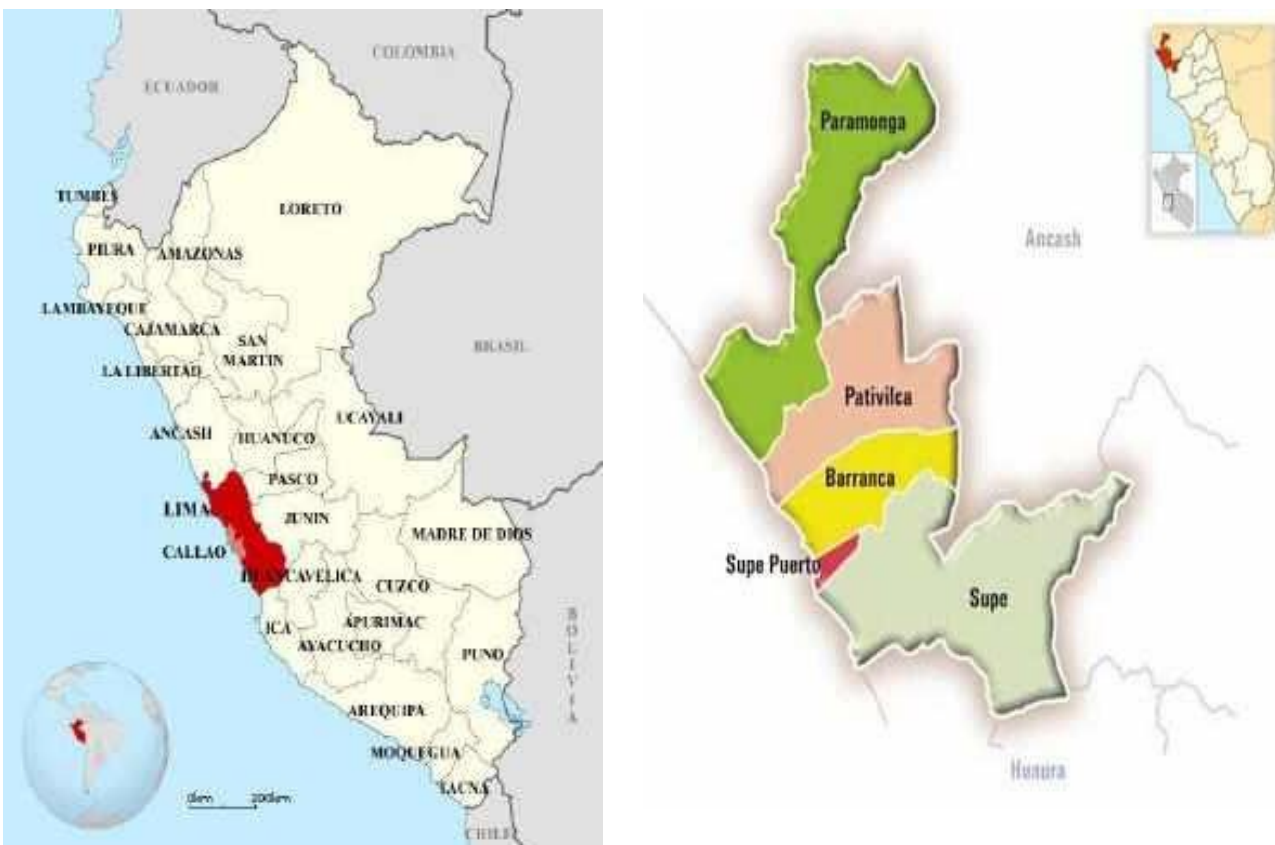 COLOMBIA
ECUADOR
TUMBES
LORETO
PIURA
AMAZONAS
LAMBAYEQUE
CAJAMARCA
SAN
MARTIN
BRASIL
LA LIBERTAD
UCAYALI
ANCASH
HUANUCO
PASCO
LIMA
JUNIN
MADRE DE DIOS
CALLAO
HUANCAVELICA
CUZCO
ICA
APURIMAC
AYACUCHO
PUNO
BOLIVIA
AREQUIPA
MOQUEGUA
TACNA
0km 200km
CHILE
Paramonga
Ancash
Pativilca
Barranca
Supe Puerto
Supe